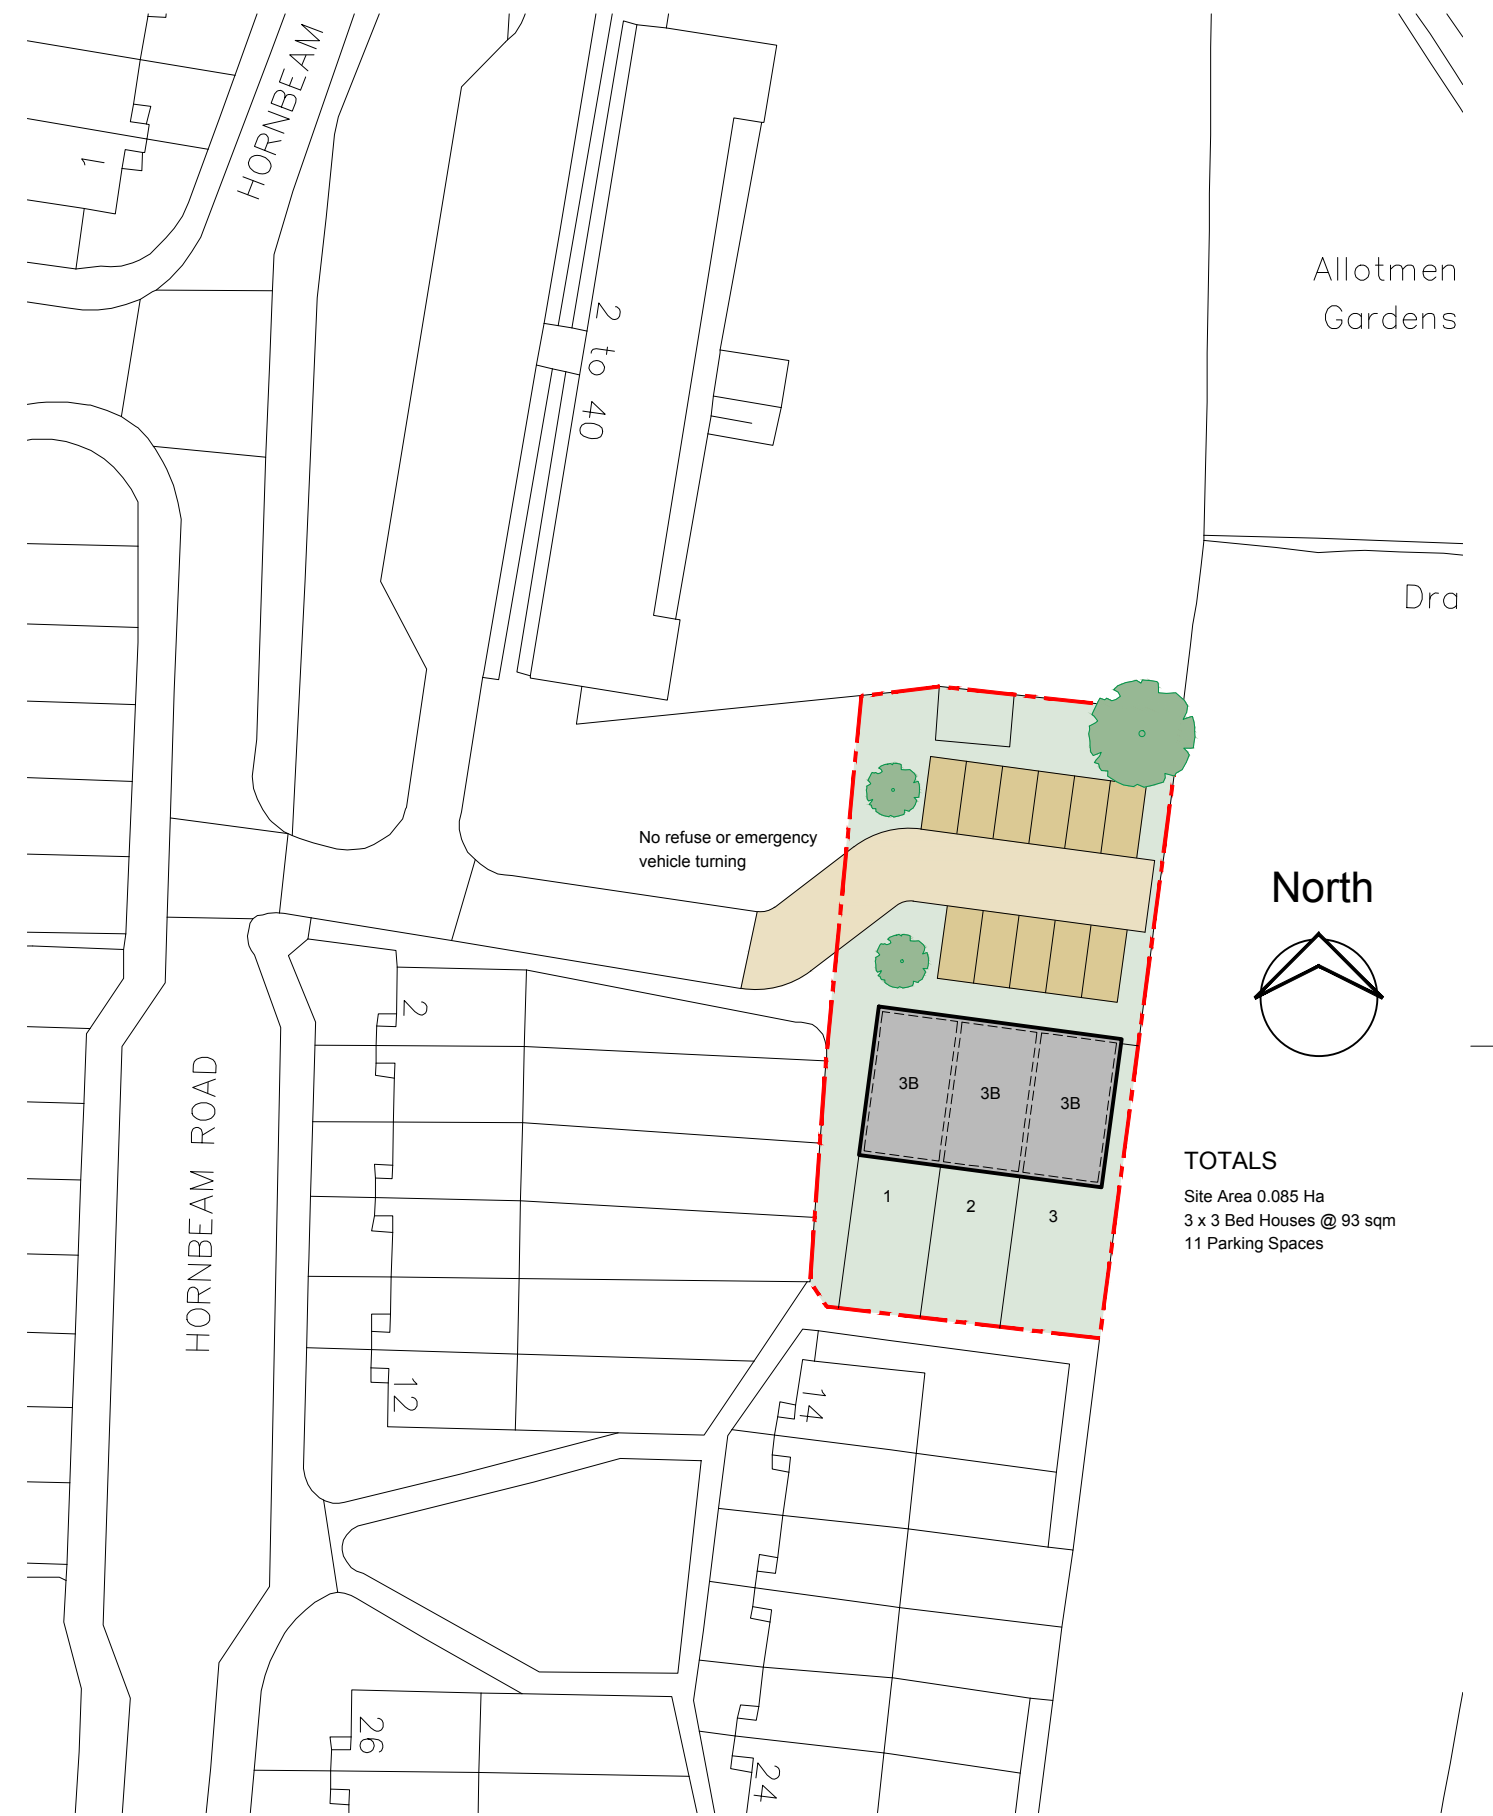 HORNBEAM
1
2 to 40
Allotmen
Gardens
Dra
No refuse or emergency
vehicle turning
North
2
3B
3B
3B
HORNBEAM ROAD
TOTALS
Site Area 0.085 Ha
3 x 3 Bed Houses @ 93 sqm
11 Parking Spaces
1
2
3
12
14
26
24